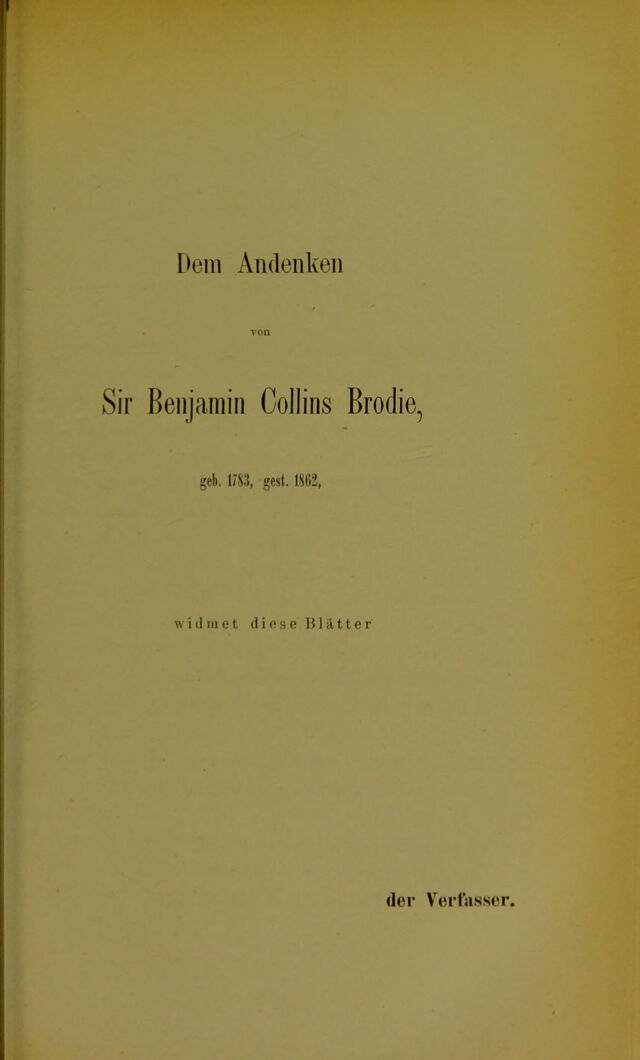 Dem Andenken
von
Sir Benjamin Collins Brodie,
geb. 1783, gest. 1862,
widmet diese Blätter
der Verfasser.